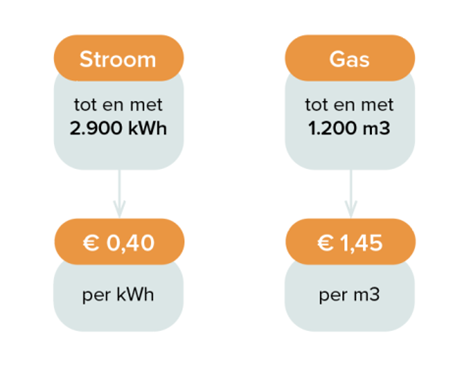 Stroom
tot en met
2.900 kWh
€ 0,40
per kWh
Gas
tot en met
1.200 m3
€ 1,45
per m3